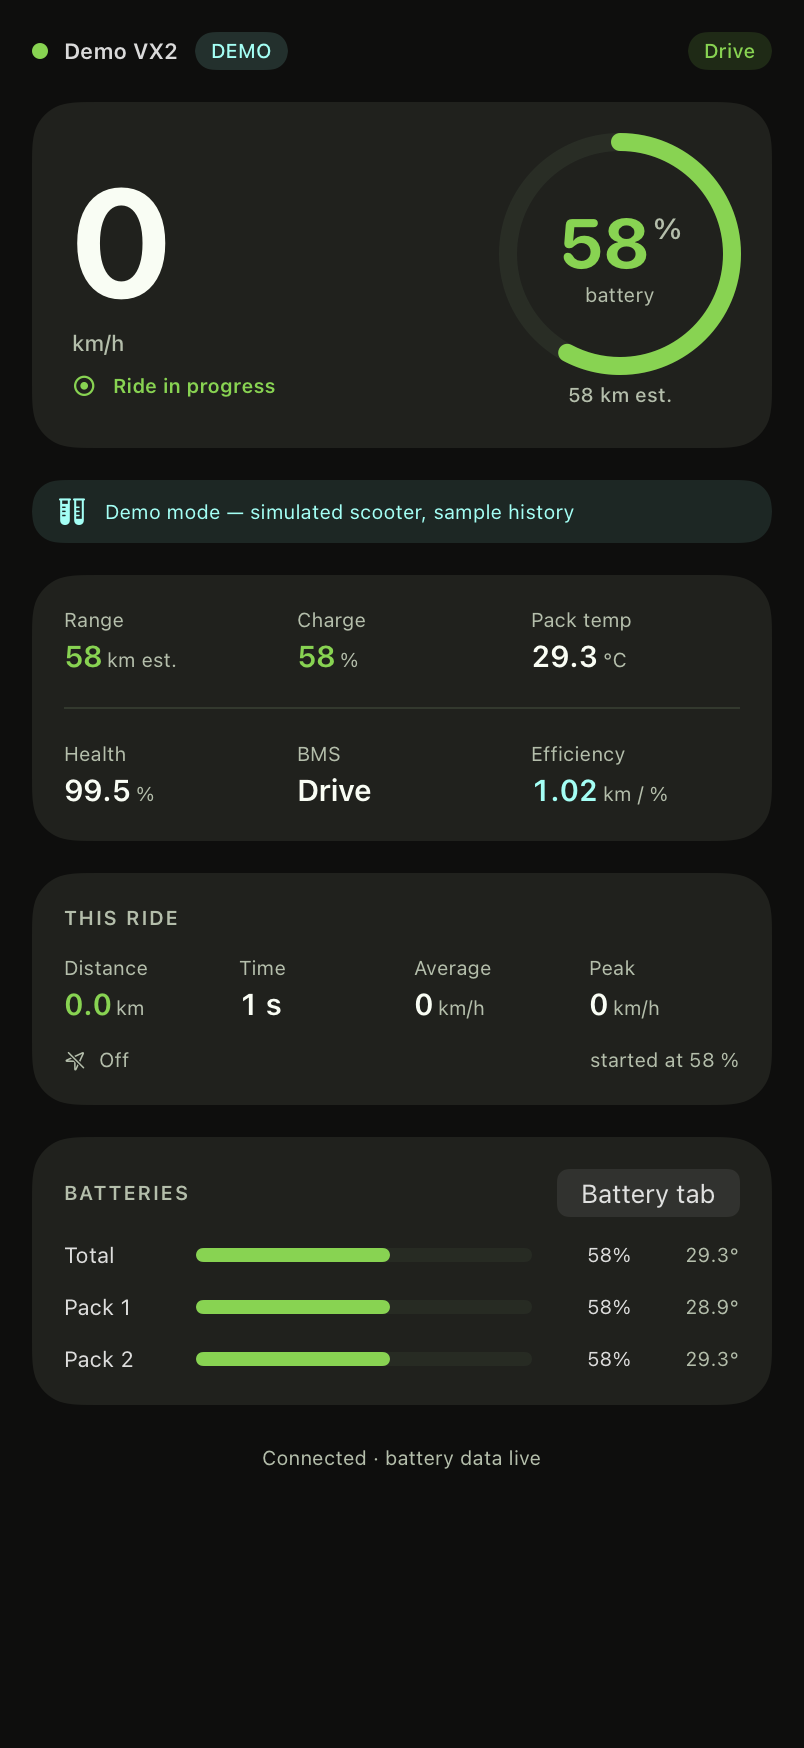 Demo VX2 DEMO Drive
0
km/h
Ride in progress
58%
battery
58 km est.
Demo mode — simulated scooter, sample history
Range Charge Pack temp
58 km est. 58 % 29.3 °C
Health BMS Efficiency
99.5 % Drive 1.02 km / %
THIS RIDE
Distance Time Average Peak
0.0 km 1 s 0 km/h 0 km/h
Off started at 58 %
BATTERIES Battery tab
Total 58% 29.3°
Pack 1 58% 28.9°
Pack 2 58% 29.3°
Connected · battery data live